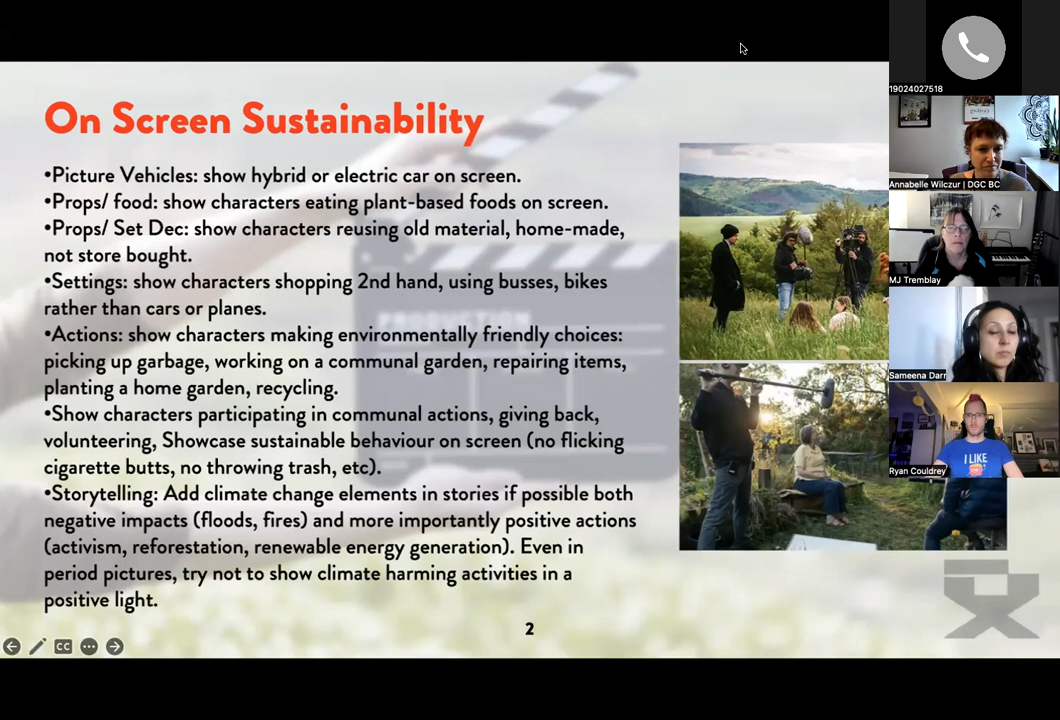 On Screen Sustainability
•Picture Vehicles: show hybrid or electric car on screen.
•Props/ food: show characters eating plant-based foods on screen.
•Props/ Set Dec: show characters reusing old material, home-made,
not store bought.
•Settings: show characters shopping 2nd hand, using busses, bikes
rather than cars or planes.
•Actions: show characters making environmentally friendly choices:
picking up garbage, working on a communal garden, repairing items,
planting a home garden, recycling.
•Show characters participating in communal actions, giving back,
volunteering, Showcase sustainable behaviour on screen (no flicking
cigarette butts, no throwing trash, etc).
•Storytelling: Add climate change elements in stories if possible both
negative impacts (floods, fires) and more importantly positive actions
(activism, reforestation, renewable energy generation). Even in
period pictures, try not to show climate harming activities in a
positive light.
PRODUCTION
2
CC
19024027518
Annabelle Wilczur | DGC BC
MJ Tremblay
Sameena Darr
Ryan Couldrey
I LIKE